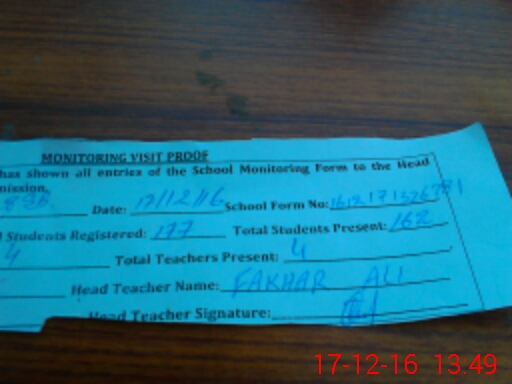 MONITORING VISIT PROOF
has shown all entries of the School Monitoring Form to the Head
mission.
Date: 17/12/16 School Form No:
l Students Registered: 177 Total Students Present: 162
4 Total Teachers Present: 4
Head Teacher Name: FAKHAR ALI
Head Teacher Signature:
17-12-16 13:49